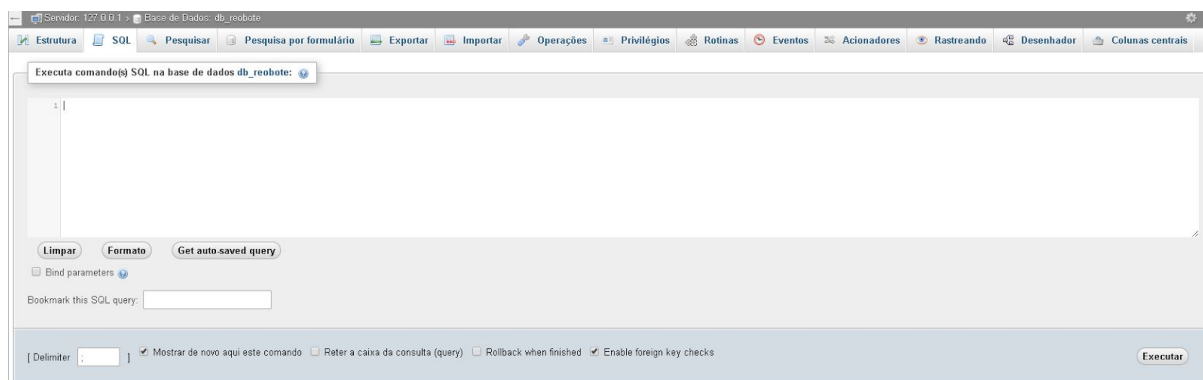 Servidor: 127.0.0.1 » Base de Dados: db_reobote
Estrutura SQL Pesquisar Pesquisa por formulário Exportar Importar Operações Privilégios Rotinas Eventos Acionadores Rastreando Desenhador Colunas centrais
Executa comando(s) SQL na base de dados db_reobote:
1
Limpar Formato Get auto-saved query
Bind parameters
Bookmark this SQL query:
[ Delimiter ; ] Mostrar de novo aqui este comando Reter a caixa da consulta (query) Rollback when finished Enable foreign key checks Executar